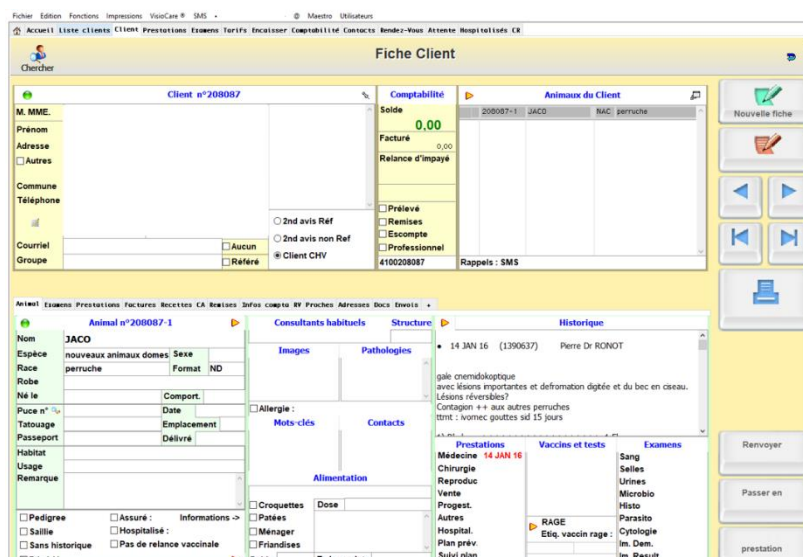 Fichier Edition Fonctions Impressions VisioCare ® SMS • @ Maestro Utilisateurs
Accueil Liste clients Client Prestations Examens Tarifs Encaisser Comptabilité Contacts Rendez-Vous Attente Hospitalisés CR
Chercher
Fiche Client
Client n°208087
M. MME.
Prénom
Adresse
Autres
Commune
Téléphone
Courriel
Groupe
Aucun
Référé
2nd avis Réf
2nd avis non Ref
Client CHV
Comptabilité
Solde
0,00
Facturé
0,00
Relance d'impayé
Prélevé
Remises
Escompte
Professionnel
4100208087
Animaux du Client
208087-1 JACO NAC perruche
Rappels : SMS
Nouvelle fiche
Animal Examens Prestations Factures Recettes CA Remises Infos compta RV Proches Adresses Docs Envois +
Animal n°208087-1
Nom JACO
Espèce nouveaux animaux domes Sexe
Race perruche Format ND
Robe
Né le Comport.
Puce n° Date
Tatouage Emplacement
Passeport Délivré
Habitat
Usage
Remarque
Pedigree Assuré : Informations ->
Saillie Hospitalisé :
Sans historique Pas de relance vaccinale
Consultants habituels Structure
Images Pathologies
Allergie :
Mots-clés Contacts
Alimentation
Croquettes Dose
Patées
Ménager
Friandises
Historique
• 14 JAN 16 (1390637) Pierre Dr RONOT
gale cnemidokoptique
avec lésions importantes et defromation digitée et du bec en ciseau.
Lésions réversibles?
Contagion ++ aux autres perruches
ttmt : ivornec gouttes sid 15 jours
Prestations Vaccins et tests Examens
Médecine 14 JAN 16
Chirurgie
Reproduc
Vente
Progest.
Autres
Hospital.
Plan prév.
Suivi plan
RAGE
Etiq. vaccin rage :
Sang
Selles
Urines
Microbio
Histo
Parasito
Cytologie
Im. Dem.
Im. Result
Renvoyer
Passer en
prestation